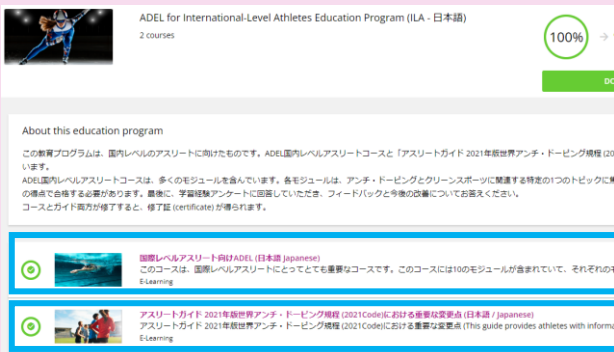 ADEL for International-Level Athletes Education Program (ILA - 日本語)
2 courses
100%
About this education program
この教育プログラムは、国内レベルのアスリートに向けたものです。ADEL国内レベルアスリートコースと「アスリートガイド 2021年版世界アンチ・ドーピング規程 (20
います。
ADEL国内レベルアスリートコースは、多くのモジュールを含んでいます。各モジュールは、アンチ・ドーピングとクリーンスポーツに関連する特定の1つのトピックに
の得点で合格する必要があります。最後に、学習経験アンケートに回答していただき、フィードバックと今後の改善についてお答えください。
コースとガイド両方が修了すると、修了証 (certificate) が得られます。
国際レベルアスリート向けADEL (日本語 Japanese)
このコースは、国際レベルアスリートにとってとても重要なコースです。このコースには10のモジュールが含まれていて、それぞれの
E-Learning
アスリートガイド 2021年版世界アンチ・ドーピング規程 (2021Code)における重要な変更点 (日本語 / Japanese)
アスリートガイド 2021年版世界アンチ・ドーピング規程 (2021Code)における重要な変更点 (This guide provides athletes with
E-Learning